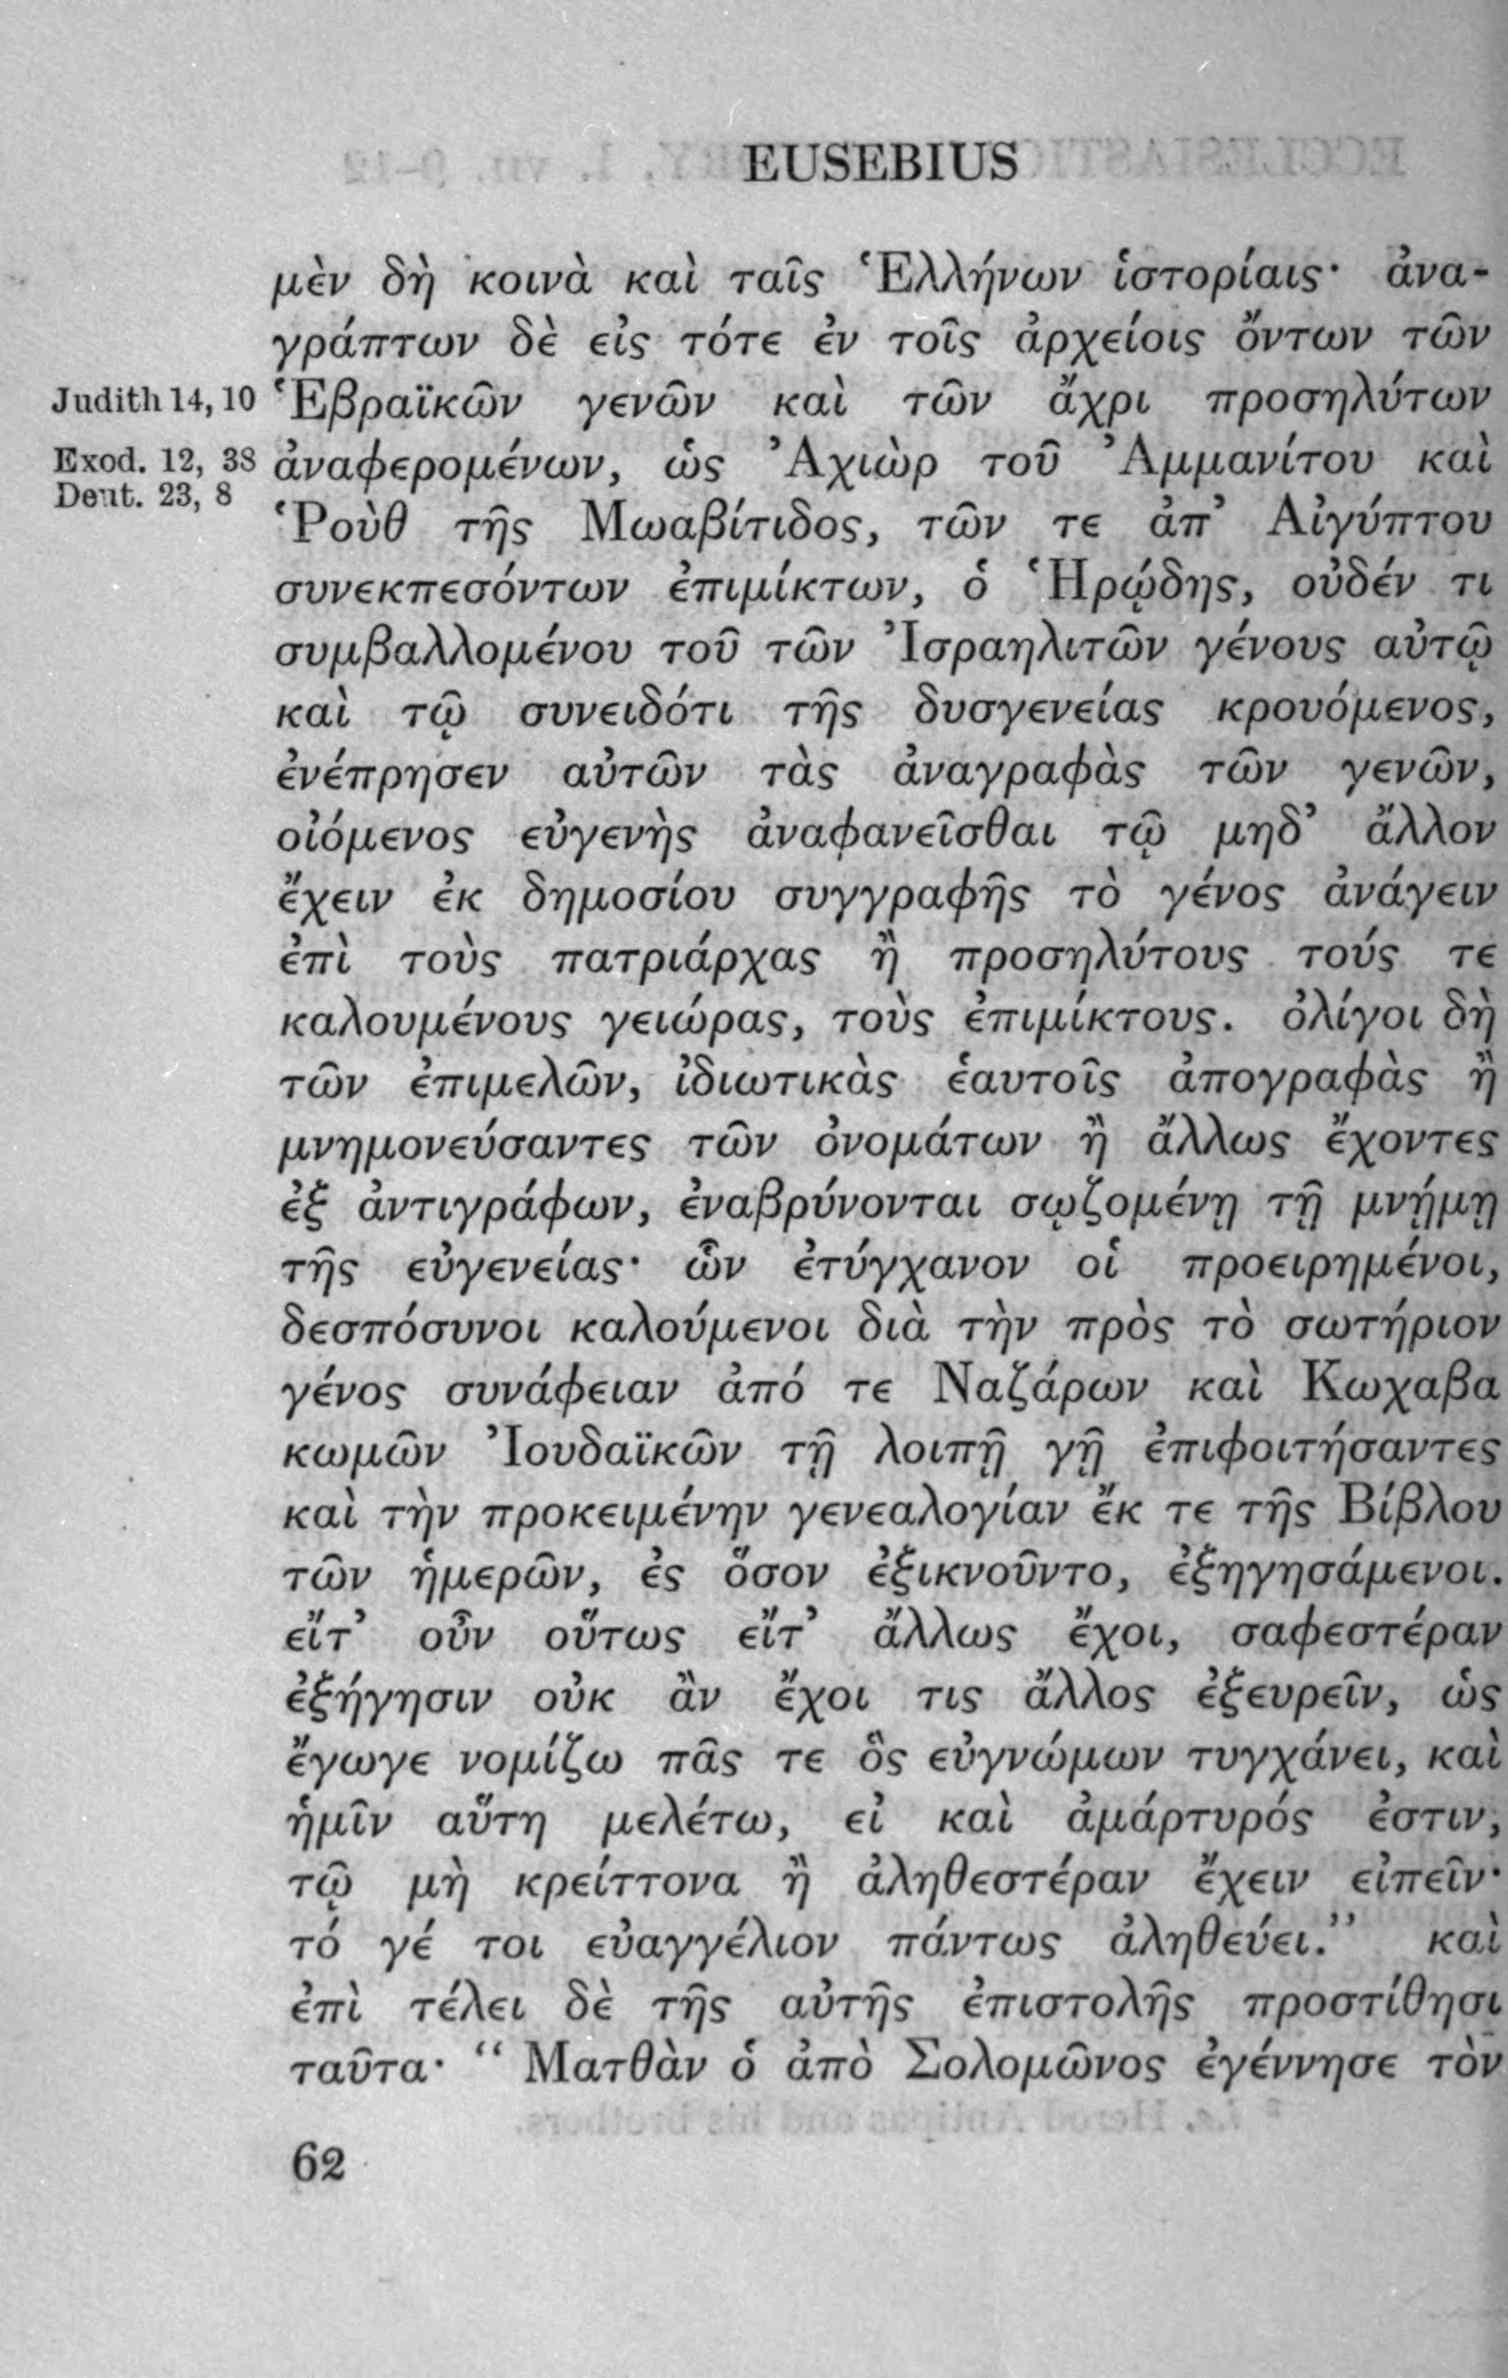 EUSEBIUS
μὲν δὴ κοινὰ καὶ ταῖς Ἑλλήνων ἱστορίαις· ἀνα-
γράπτων δὲ εἰς τότε ἐν τοῖς ἀρχείοις ὄντων τῶν
Judith 14, 10 Ἑβραϊκῶν γενῶν καὶ τῶν ἄχρι προσηλύτων
Exod. 12, 38 ἀναφερομένων, ὡς Ἀχιὼρ τοῦ Ἀμμανίτου καὶ
Deut. 23, 8 Ῥοὺθ τῆς Μωαβίτιδος, τῶν τε ἀπ’ Αἰγύπτου
συνεκπεσόντων ἐπιμίκτων, ὁ Ἡρῴδης, οὐδέν τι
συμβαλλομένου τοῦ τῶν Ἰσραηλιτῶν γένους αὐτῷ
καὶ τῷ συνειδότι τῆς δυσγενείας κρουόμενος,
ἐνέπρησεν αὐτῶν τὰς ἀναγραφὰς τῶν γενῶν,
οἰόμενος εὐγενὴς ἀναφανεῖσθαι τῷ μηδ’ ἄλλον
ἔχειν ἐκ δημοσίου συγγραφῆς τὸ γένος ἀνάγειν
ἐπὶ τοὺς πατριάρχας ἢ προσηλύτους τούς τε
καλουμένους γειώρας, τοὺς ἐπιμίκτους. ὀλίγοι δὴ
τῶν ἐπιμελῶν, ἰδιωτικὰς ἑαυτοῖς ἀπογραφὰς ἢ
μνημονεύσαντες τῶν ὀνομάτων ἢ ἄλλως ἔχοντες
ἐξ ἀντιγράφων, ἐναβρύνονται σῳζομένῃ τῇ μνήμῃ
τῆς εὐγενείας· ὧν ἐτύγχανον οἱ προειρημένοι,
δεσπόσυνοι καλούμενοι διὰ τὴν πρὸς τὸ σωτήριον
γένος συνάφειαν ἀπό τε Ναζάρων καὶ Κωχαβα
κωμῶν Ἰουδαϊκῶν τῇ λοιπῇ γῇ ἐπιφοιτήσαντες
καὶ τὴν προκειμένην γενεαλογίαν ἔκ τε τῆς Βίβλου
τῶν ἡμερῶν, ἐς ὅσον ἐξικνοῦντο, ἐξηγησάμενοι.
εἴτ’ οὖν οὕτως εἴτ’ ἄλλως ἔχοι, σαφεστέραν
ἐξήγησιν οὐκ ἂν ἔχοι τις ἄλλος ἐξευρεῖν, ὡς
ἔγωγε νομίζω πᾶς τε ὃς εὐγνώμων τυγχάνει, καὶ
ἡμῖν αὕτη μελέτω, εἰ καὶ ἀμάρτυρός ἐστιν,
τῷ μὴ κρείττονα ἢ ἀληθεστέραν ἔχειν εἰπεῖν·
τό γέ τοι εὐαγγέλιον πάντως ἀληθεύει.” καὶ
ἐπὶ τέλει δὲ τῆς αὐτῆς ἐπιστολῆς προστίθησι
ταῦτα· “ Ματθὰν ὁ ἀπὸ Σολομῶνος ἐγέννησε τὸν
62